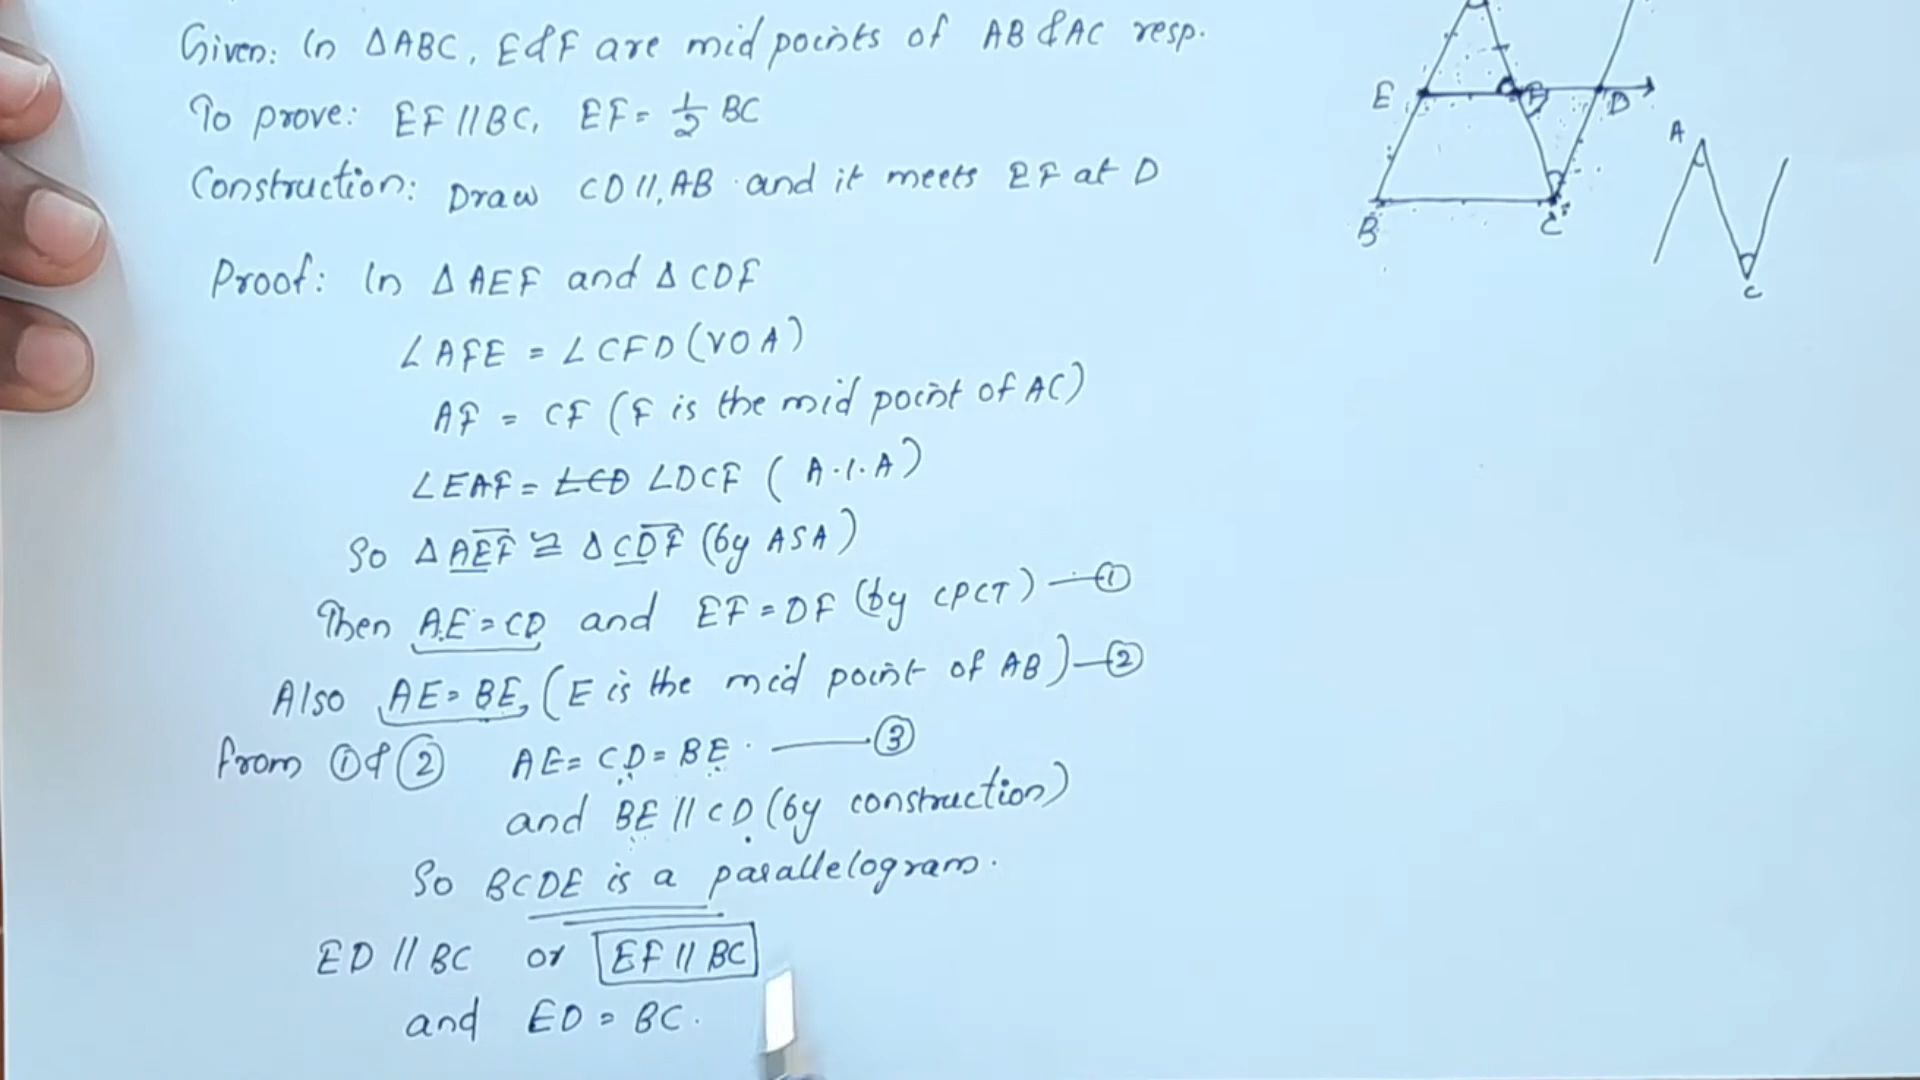 Given: In ΔABC, E & F are mid points of AB & AC resp.
To prove: EF // BC, EF = 1/2 BC
Construction: Draw CD // AB and it meets EF at D
Proof: In Δ AEF and Δ CDF
∠AFE = ∠CFD (VOA)
AF = CF (F is the mid point of AC)
∠EAF = ∠CD ∠DCF (A.I.A)
So Δ AEF ≅ Δ CDF (by ASA)
Then AE = CD and EF = DF (by CPCT) — ①
Also AE = BE, (E is the mid point of AB) — ②
from ① & ② AE = CD = BE. — ③
and BE // CD (by construction)
So BCDE is a parallelogram.
ED // BC or EF // BC
and ED = BC.
E F D
B C
A
C